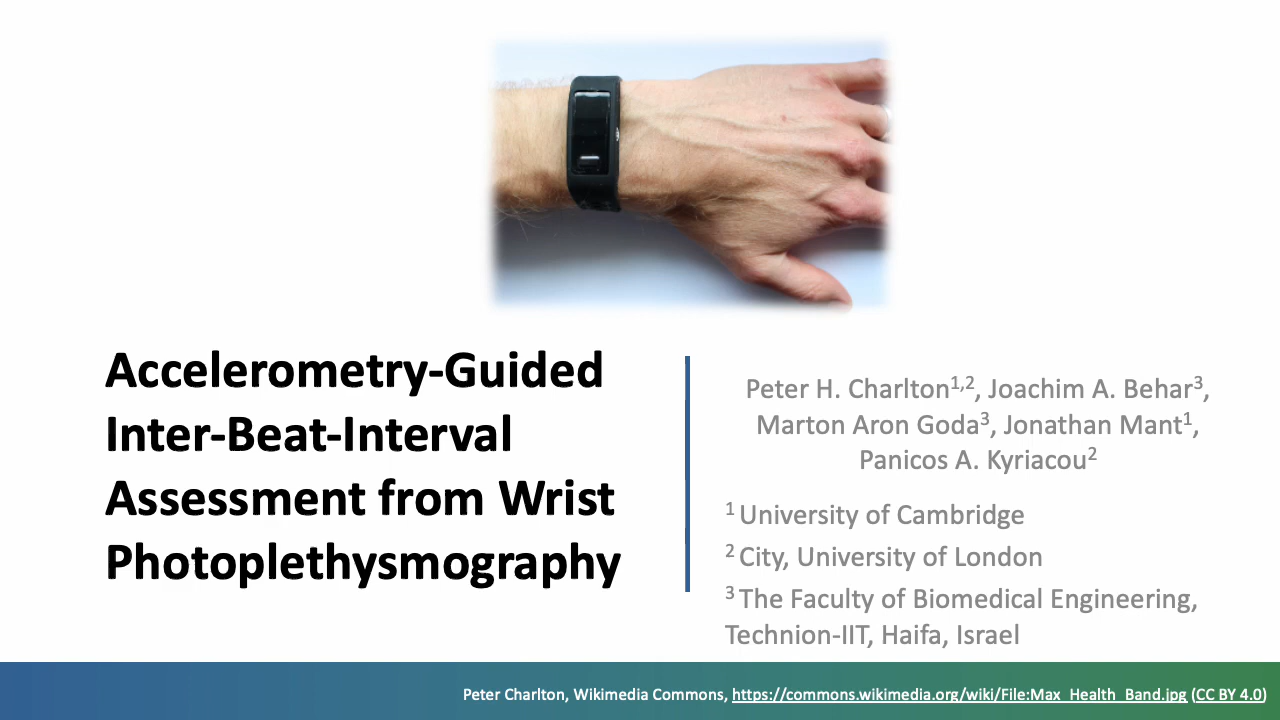 Accelerometry-Guided
Inter-Beat-Interval
Assessment from Wrist
Photoplethysmography
Peter H. Charlton1,2, Joachim A. Behar3,
Marton Aron Goda3, Jonathan Mant1,
Panicos A. Kyriacou2
1 University of Cambridge
2 City, University of London
3 The Faculty of Biomedical Engineering,
Technion-IIT, Haifa, Israel
Peter Charlton, Wikimedia Commons, https://commons.wikimedia.org/wiki/File:Max_Health_Band.jpg (CC BY 4.0)